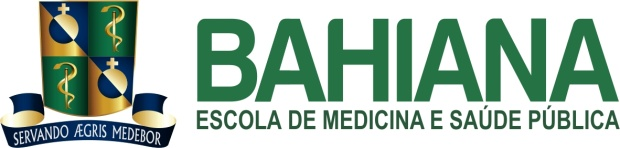 BAHIANA
ESCOLA DE MEDICINA E SAÚDE PÚBLICA
SERVANDO ÆGRIS MEDEBOR